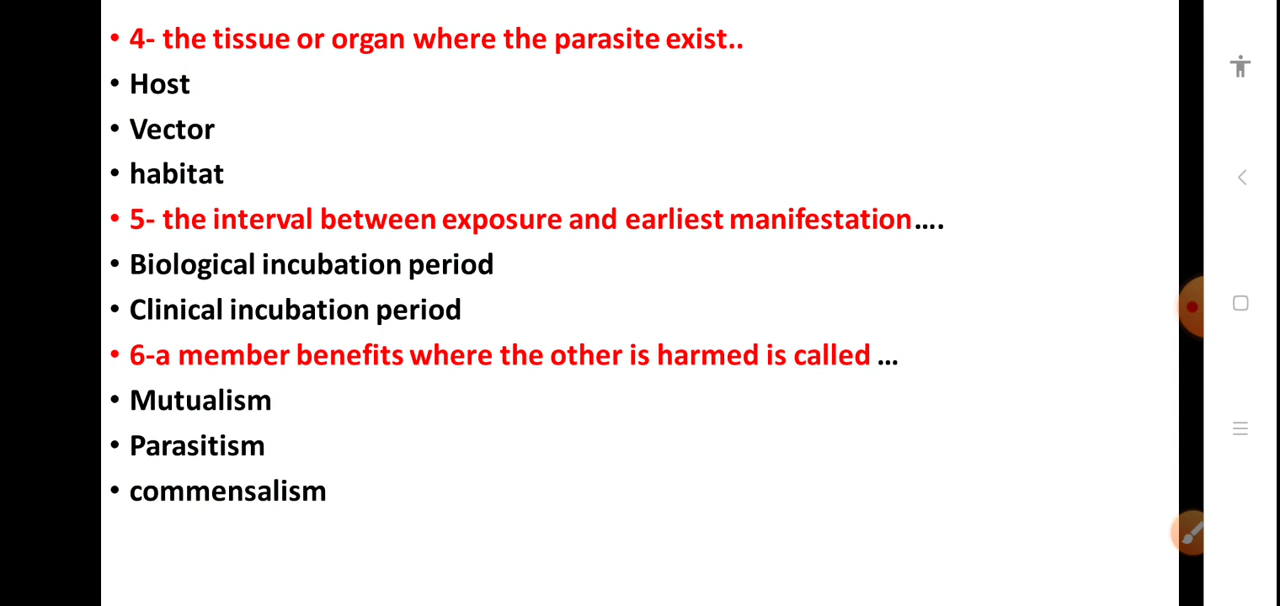 • 4- the tissue or organ where the parasite exist..
• Host
• Vector
• habitat
• 5- the interval between exposure and earliest manifestation....
• Biological incubation period
• Clinical incubation period
• 6-a member benefits where the other is harmed is called ...
• Mutualism
• Parasitism
• commensalism